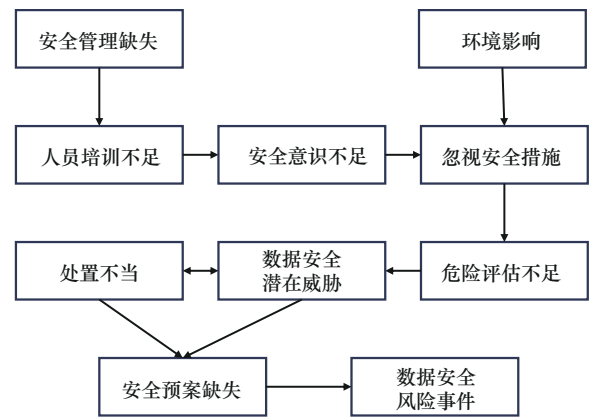 安全管理缺失
环境影响
人员培训不足
安全意识不足
忽视安全措施
处置不当
数据安全
潜在威胁
危险评估不足
安全预案缺失
数据安全
风险事件